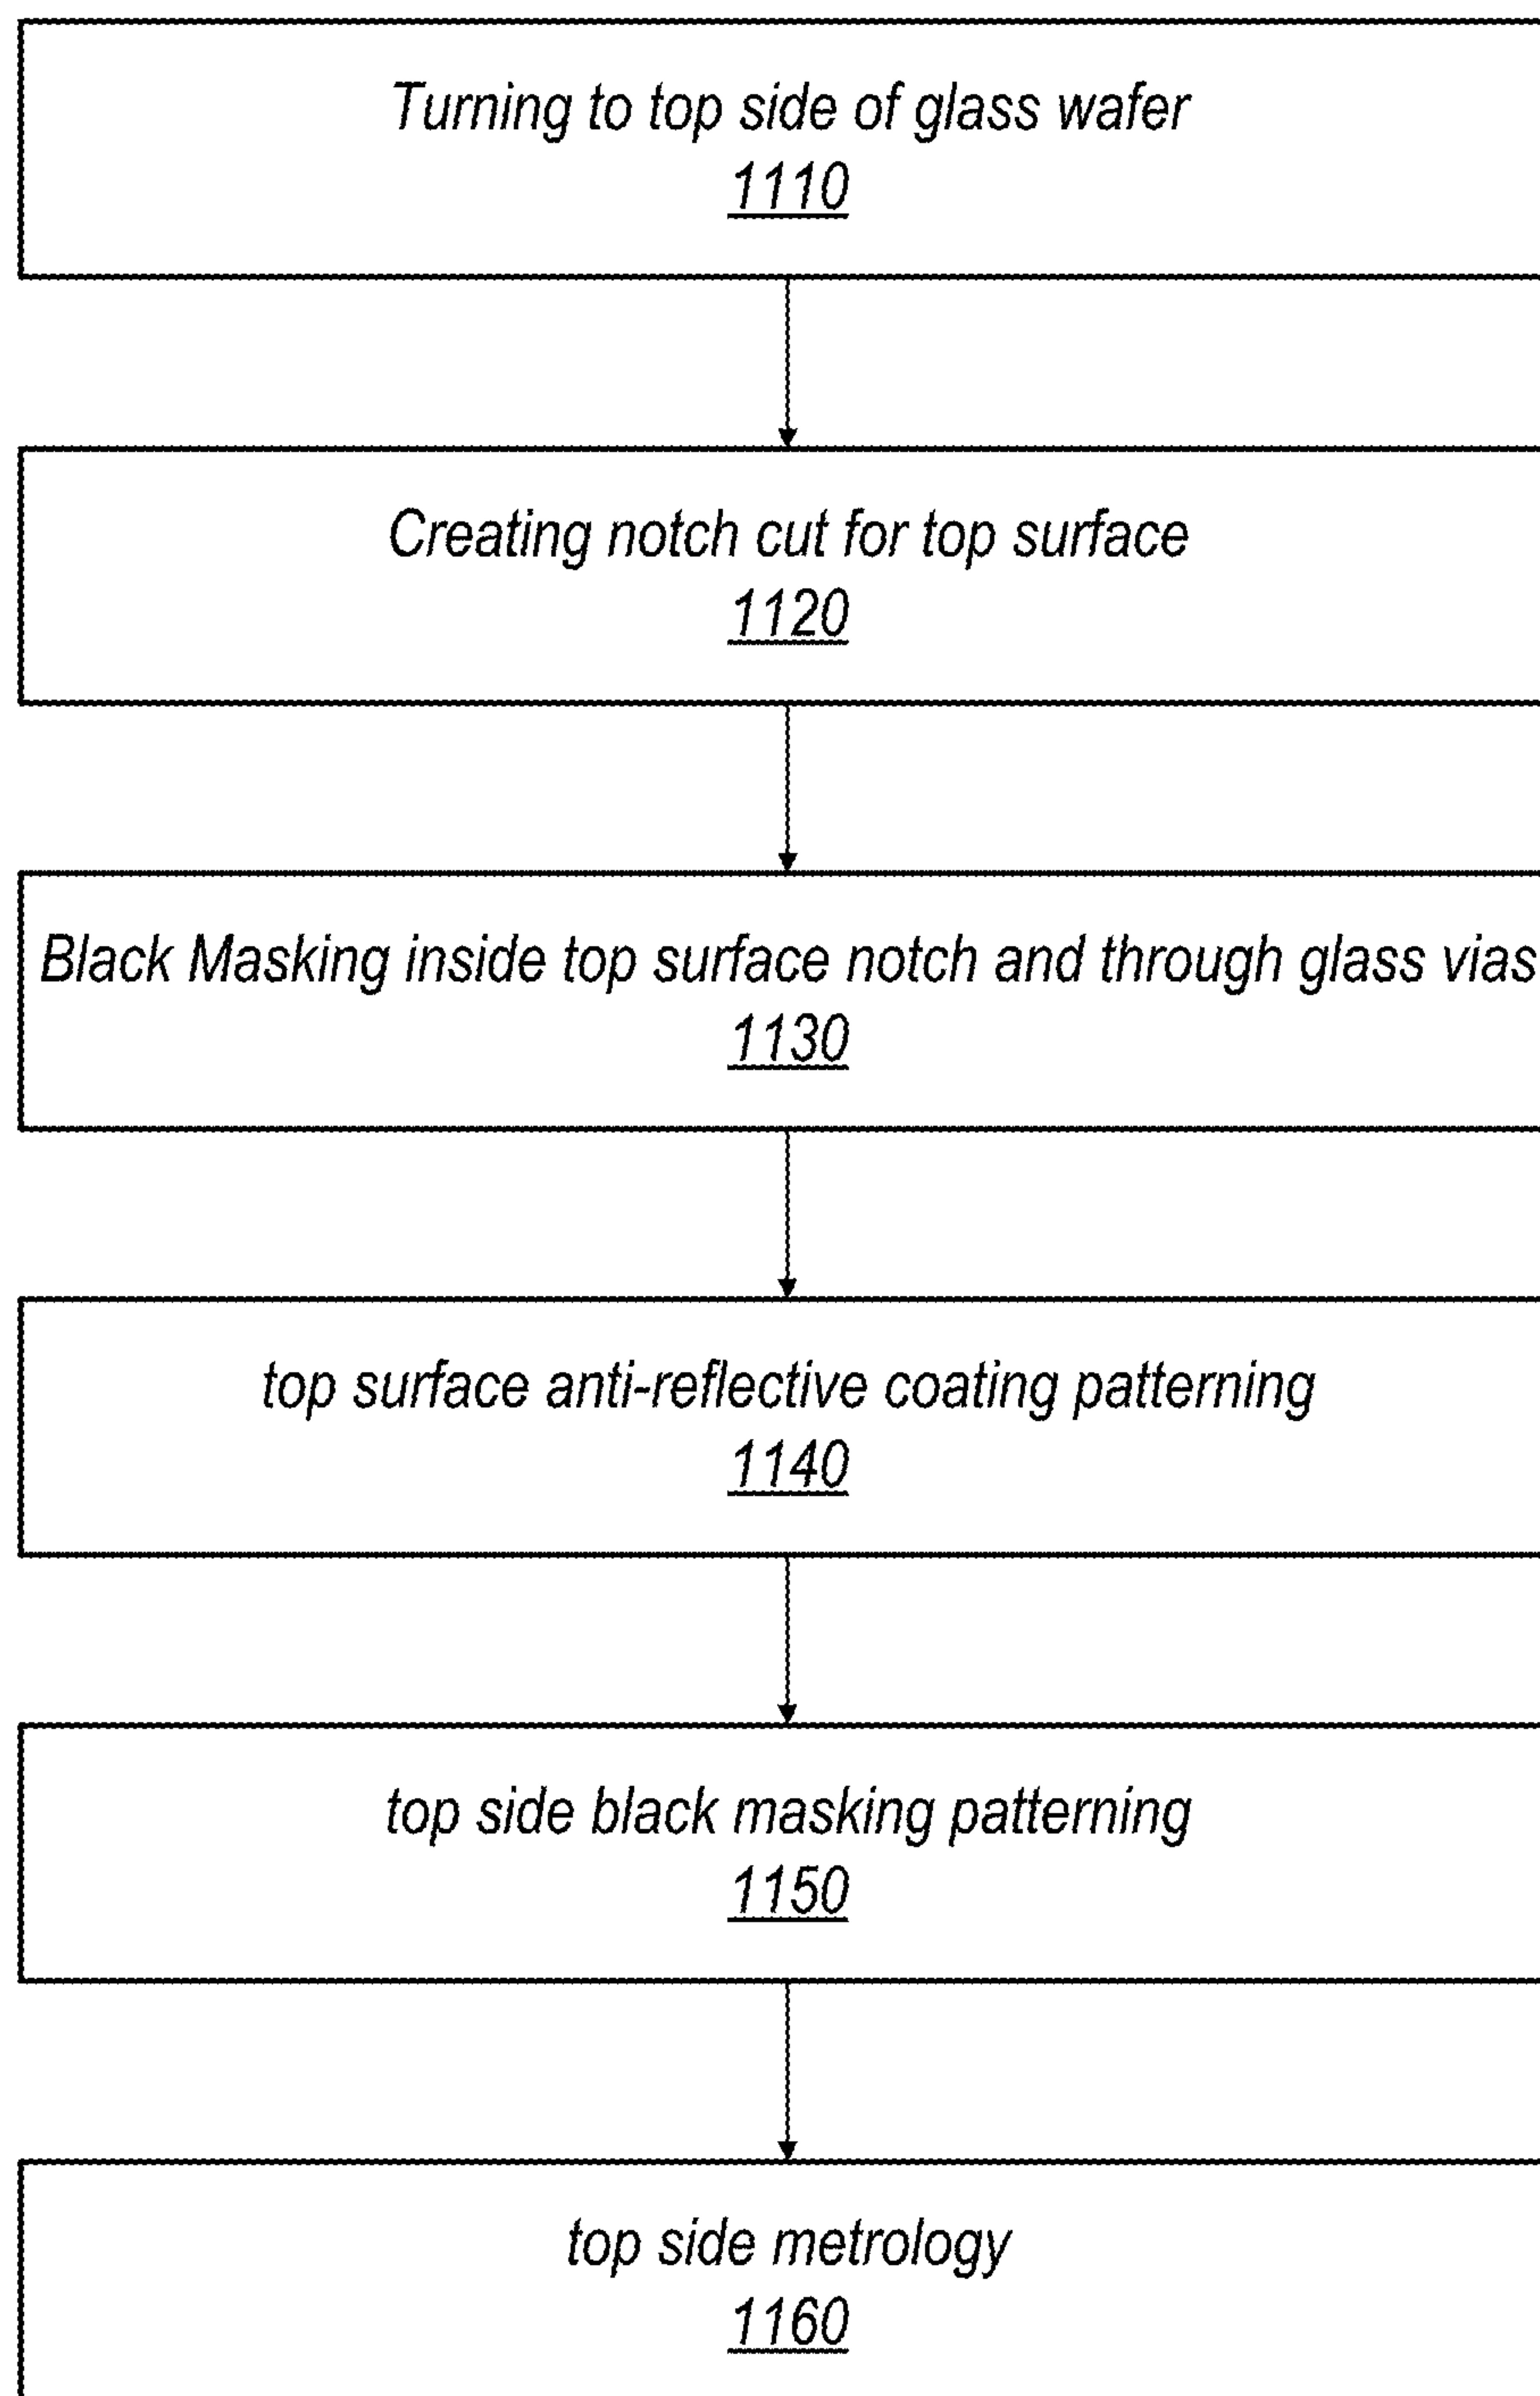 Turning to top side of glass wafer
1110
Creating notch cut for top surface
1120
Black Masking inside top surface notch and through glass vias
1130
top surface anti-reflective coating patterning
1140
top side black masking patterning
1150
top side metrology
1160